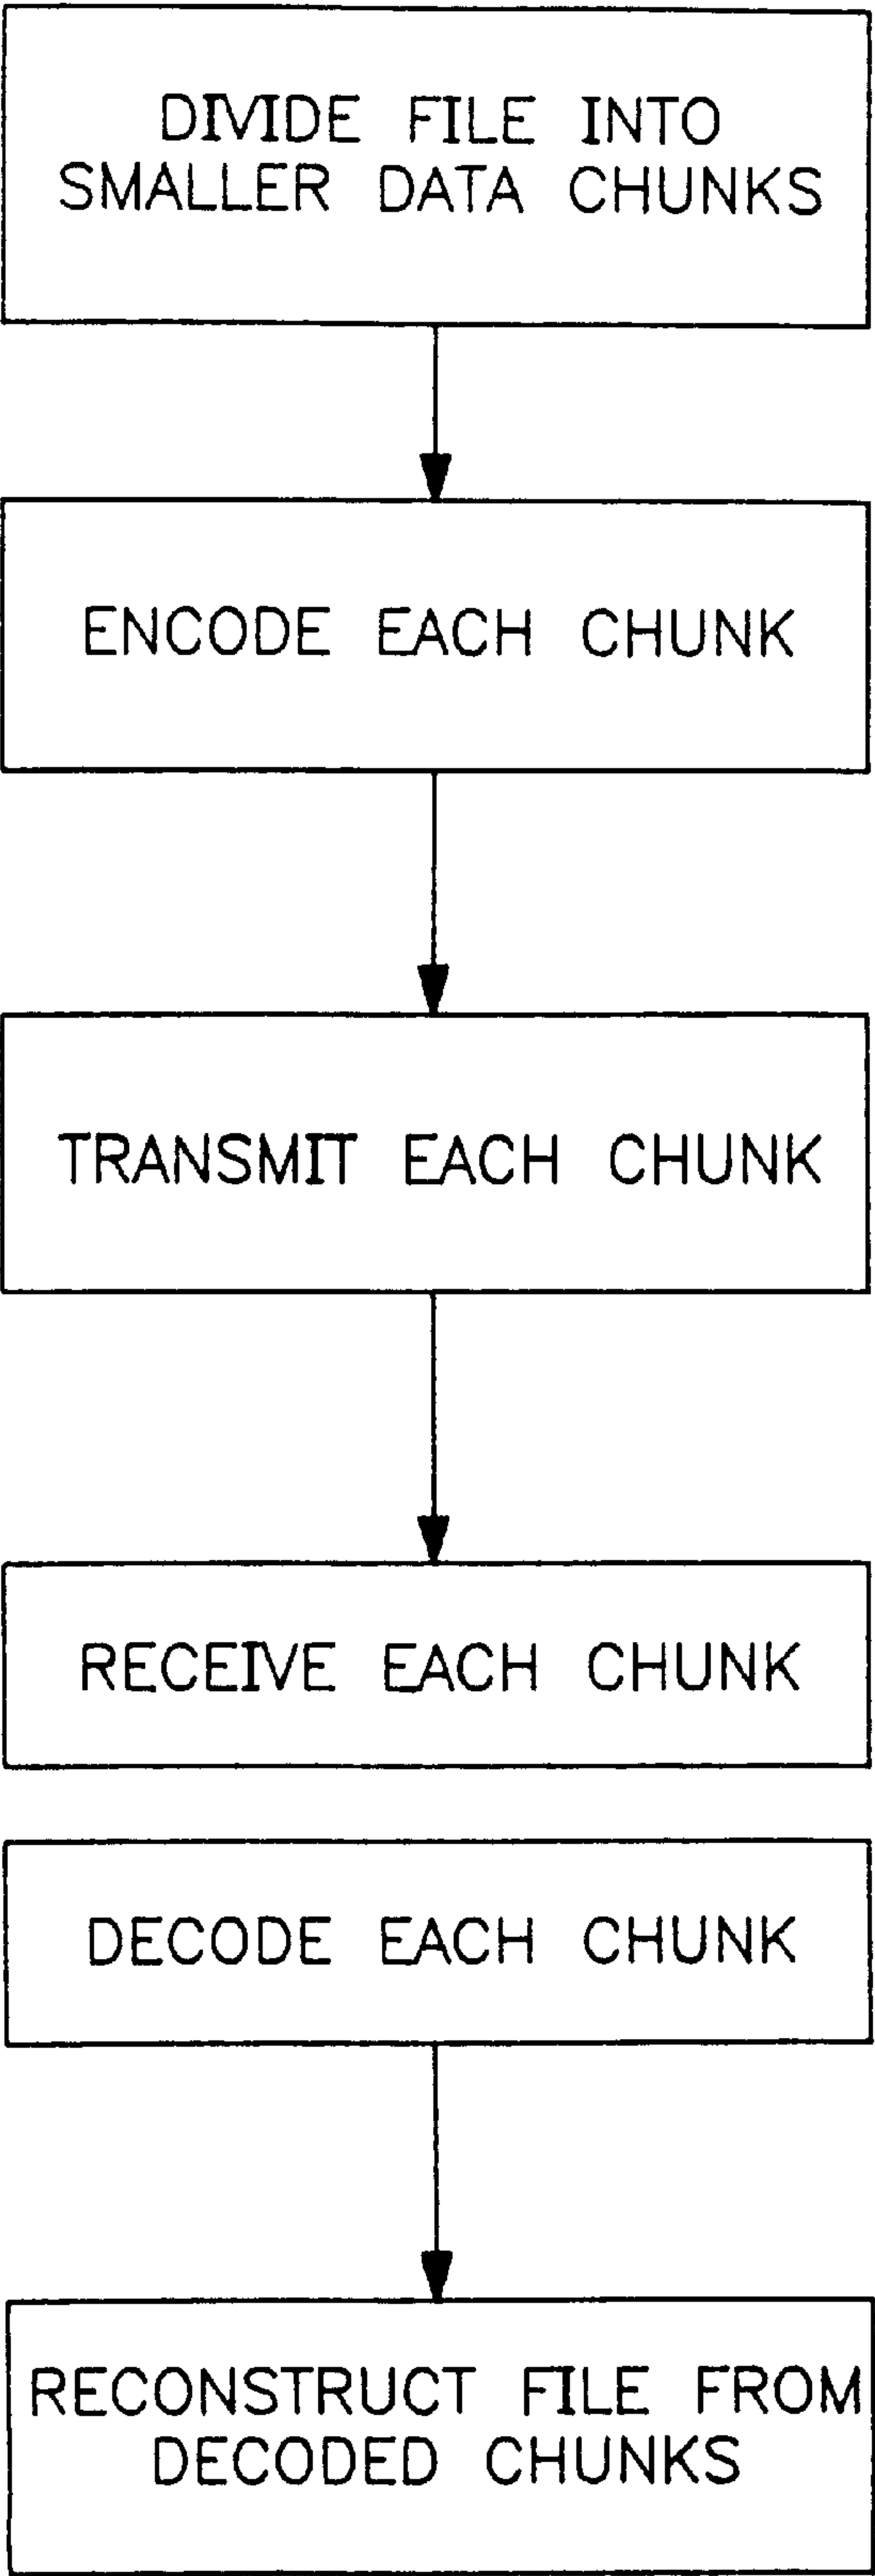 DIVIDE FILE INTO
SMALLER DATA CHUNKS
ENCODE EACH CHUNK
TRANSMIT EACH CHUNK
RECEIVE EACH CHUNK
DECODE EACH CHUNK
RECONSTRUCT FILE FROM
DECODED CHUNKS